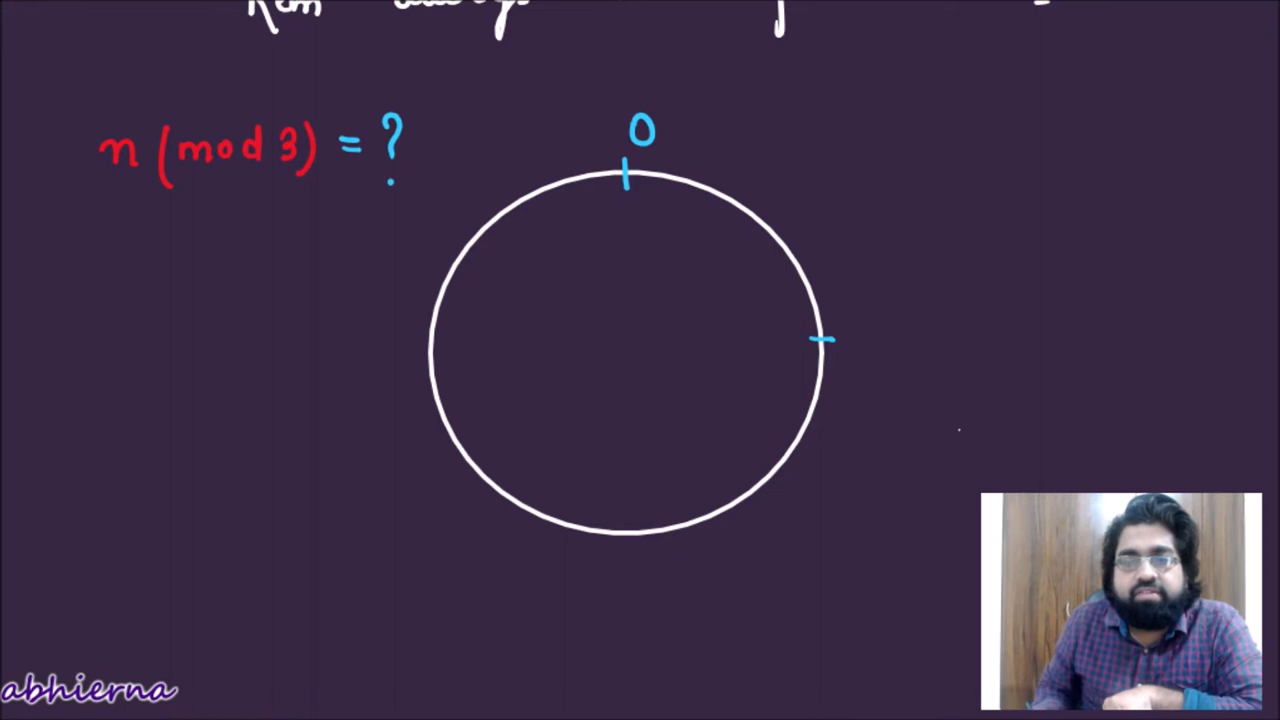 n (mod 3) = ?
0
abhierna